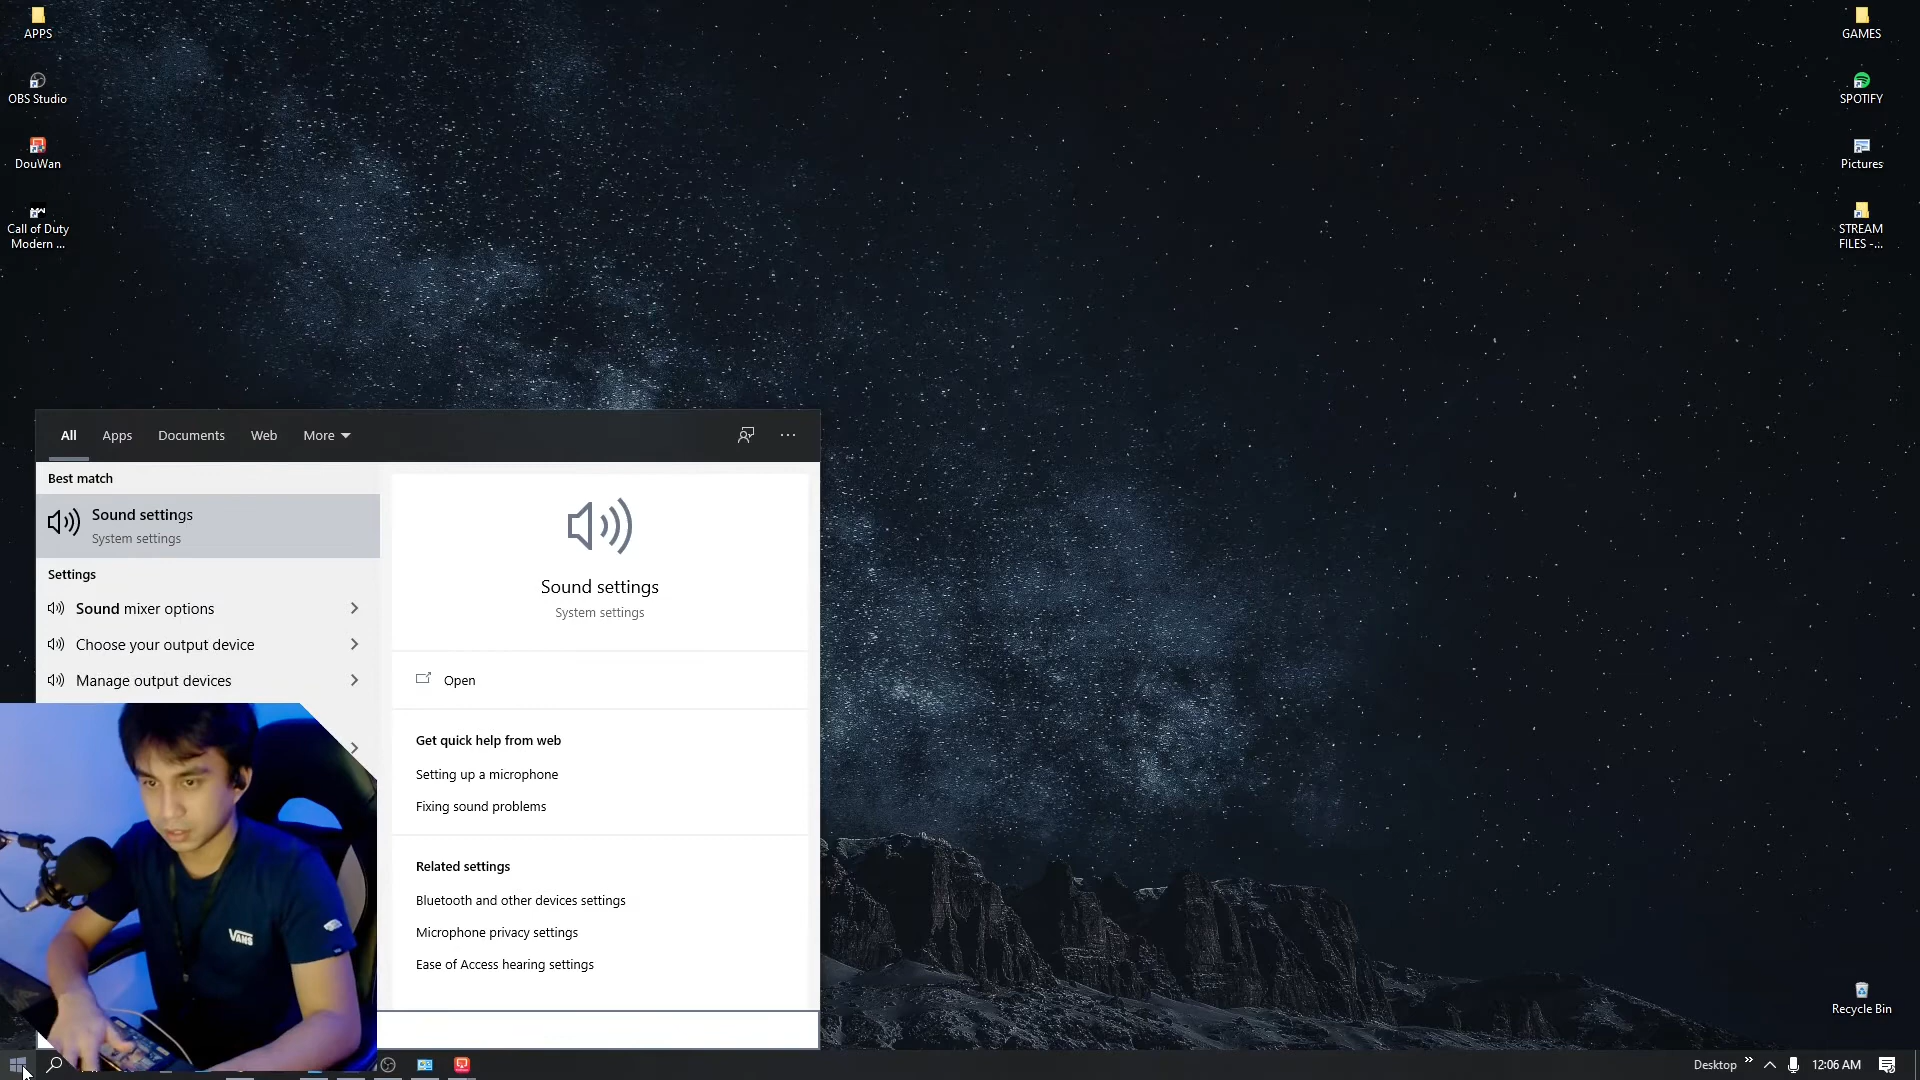 APPS
OBS Studio
DouWan
Call of Duty
Modern ...
GAMES
SPOTIFY
Pictures
STREAM
FILES -...
All
Apps
Documents
Web
More
Best match
Sound settings
System settings
Settings
Sound mixer options
Choose your output device
Manage output devices
Sound settings
System settings
Open
Get quick help from web
Setting up a microphone
Fixing sound problems
Related settings
Bluetooth and other devices settings
Microphone privacy settings
Ease of Access hearing settings
VANS
Recycle Bin
Desktop
12:06 AM